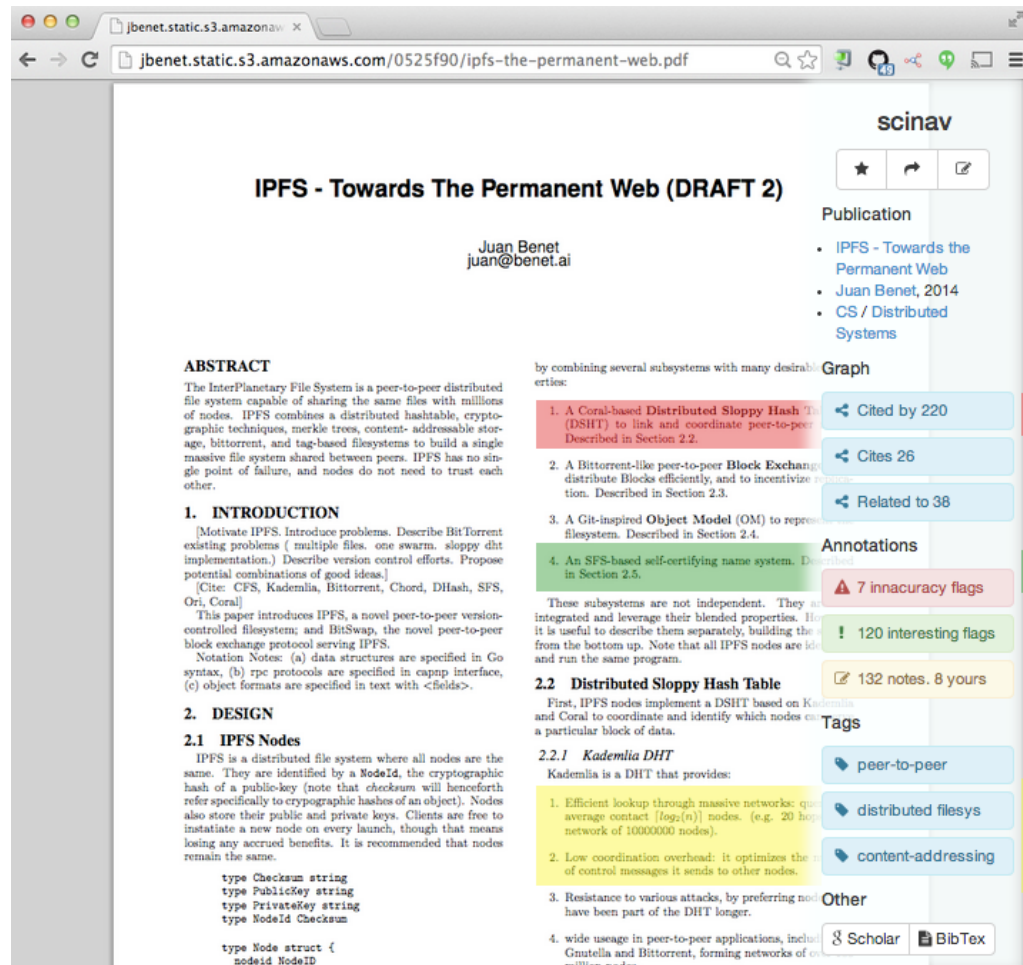 jbenet.static.s3.amazonaw
jbenet.static.s3.amazonaws.com/0525f90/ipfs-the-permanent-web.pdf
49
IPFS - Towards The Permanent Web (DRAFT 2)
Juan Benet
juan@benet.ai
ABSTRACT
The InterPlanetary File System is a peer-to-peer distributed
file system capable of sharing the same files with millions
of nodes. IPFS combines a distributed hashtable, crypto-
graphic techniques, merkle trees, content- addressable stor-
age, bittorrent, and tag-based filesystems to build a single
massive file system shared between peers. IPFS has no sin-
gle point of failure, and nodes do not need to trust each
other.
1. INTRODUCTION
[Motivate IPFS. Introduce problems. Describe BitTorrent
existing problems ( multiple files. one swarm. sloppy dht
implementation.) Describe version control efforts. Propose
potential combinations of good ideas.]
[Cite: CFS, Kademlia, Bittorrent, Chord, DHash, SFS,
Ori, Coral]
This paper introduces IPFS, a novel peer-to-peer version-
controlled filesystem; and BitSwap, the novel peer-to-peer
block exchange protocol serving IPFS.
Notation Notes: (a) data structures are specified in Go
syntax, (b) rpc protocols are specified in capnp interface,
(c) object formats are specified in text with <fields>.
2. DESIGN
2.1 IPFS Nodes
IPFS is a distributed file system where all nodes are the
same. They are identified by a NodeId, the cryptographic
hash of a public-key (note that checksum will henceforth
refer specifically to crypographic hashes of an object). Nodes
also store their public and private keys. Clients are free to
instatiate a new node on every launch, though that means
losing any accrued benefits. It is recommended that nodes
remain the same.
type Checksum string
type PublicKey string
type PrivateKey string
type NodeId Checksum
type Node struct {
nodeid NodeID
by combining several subsystems with many desirable
erties:
1. A Coral-based Distributed Sloppy Hash
(DSHT) to link and coordinate peer-to-peer
Described in Section 2.2.
2. A Bittorrent-like peer-to-peer Block Exchange
distribute Blocks efficiently, and to incentivize replica-
tion. Described in Section 2.3.
3. A Git-inspired Object Model (OM) to represent the
filesystem. Described in Section 2.4.
4. An SFS-based self-certifying name system. Described
in Section 2.5.
These subsystems are not independent. They are
integrated and leverage their blended properties.
it is useful to describe them separately, building the
from the bottom up. Note that all IPFS nodes are
and run the same program.
2.2 Distributed Sloppy Hash Table
First, IPFS nodes implement a DSHT based on Kademlia
and Coral to coordinate and identify which nodes
a particular block of data.
2.2.1 Kademlia DHT
Kademlia is a DHT that provides:
1. Efficient lookup through massive networks:
average contact ⌈log2(n)⌉ nodes. (e.g. 20
network of 10000000 nodes).
2. Low coordination overhead: it optimizes the
of control messages it sends to other nodes.
3. Resistance to various attacks, by preferring
have been part of the DHT longer.
4. wide useage in peer-to-peer applications,
Gnutella and Bittorrent, forming networks of
million nodes.
scinav
Publication
• IPFS - Towards the
Permanent Web
• Juan Benet, 2014
• CS / Distributed
Systems
Graph
Cited by 220
Cites 26
Related to 38
Annotations
7 innacuracy flags
120 interesting flags
132 notes. 8 yours
Tags
peer-to-peer
distributed filesys
content-addressing
Other
Scholar
BibTex